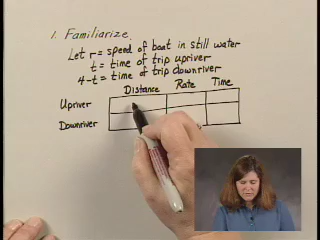 1. Familiarize.
Let r = speed of boat in still water
t = time of trip upriver
4-t = time of trip downriver
Distance Rate Time
Upriver
Downriver